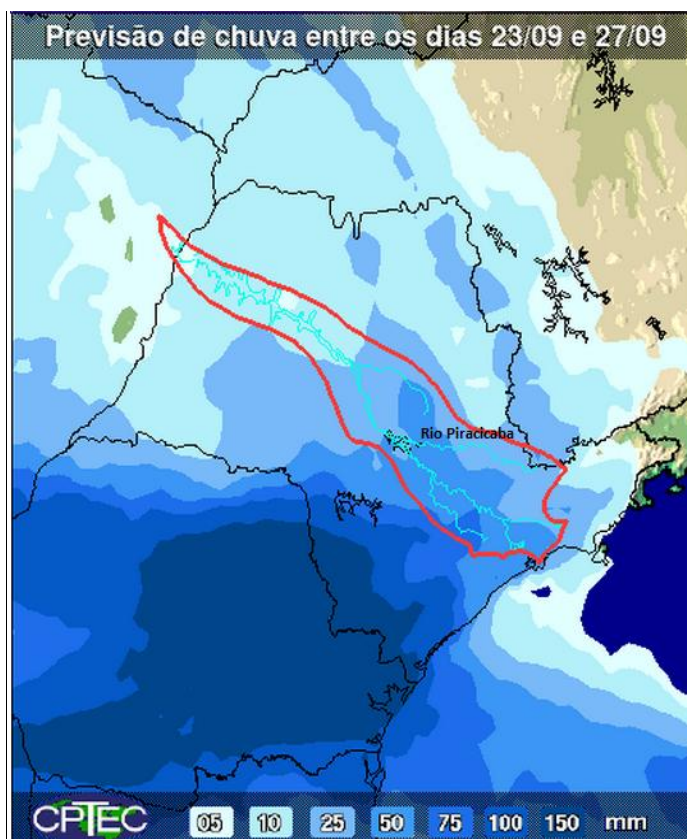 Previsão de chuva entre os dias 23/09 e 27/09
Rio Piracicaba
CPTEC 05 10 25 50 75 100 150 mm